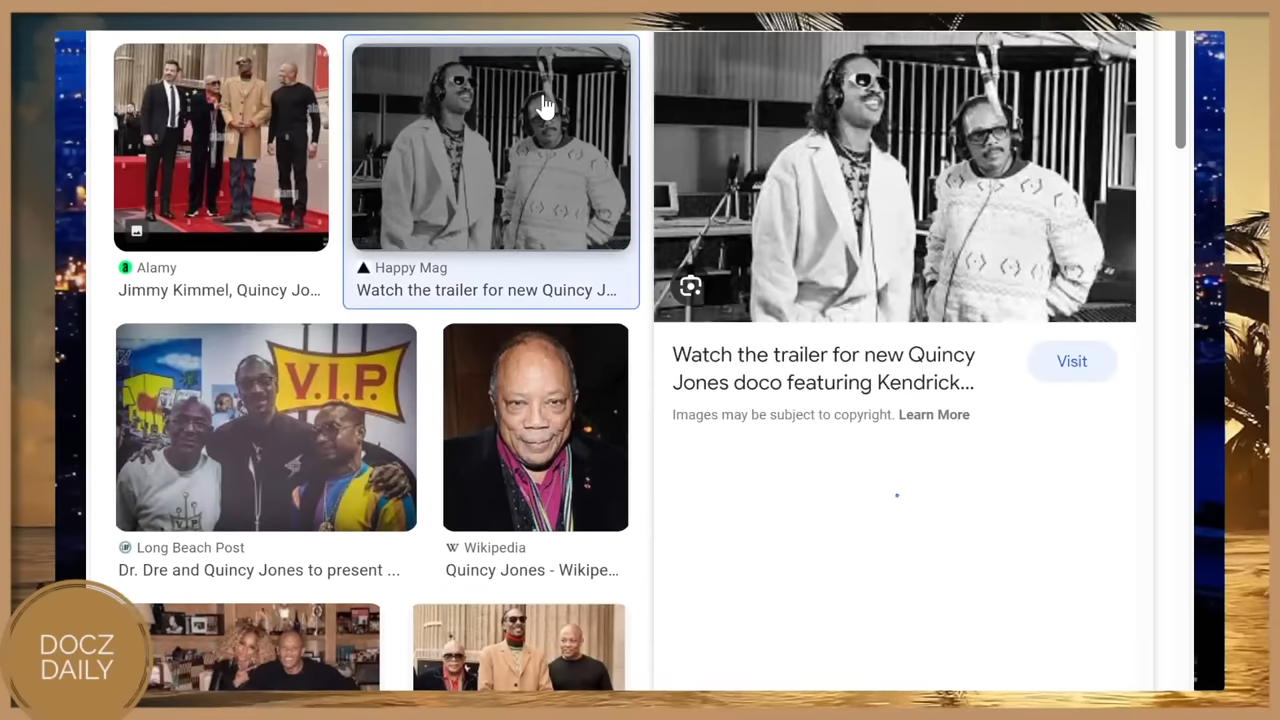 alamy
Alamy
Jimmy Kimmel, Quincy Jo...
Happy Mag
Watch the trailer for new Quincy J...
Watch the trailer for new Quincy
Jones doco featuring Kendrick...
Visit
Images may be subject to copyright. Learn More
V.I.P.
Long Beach Post
Dr. Dre and Quincy Jones to present ...
W Wikipedia
Quincy Jones - Wikipe...
DOCZ
DAILY